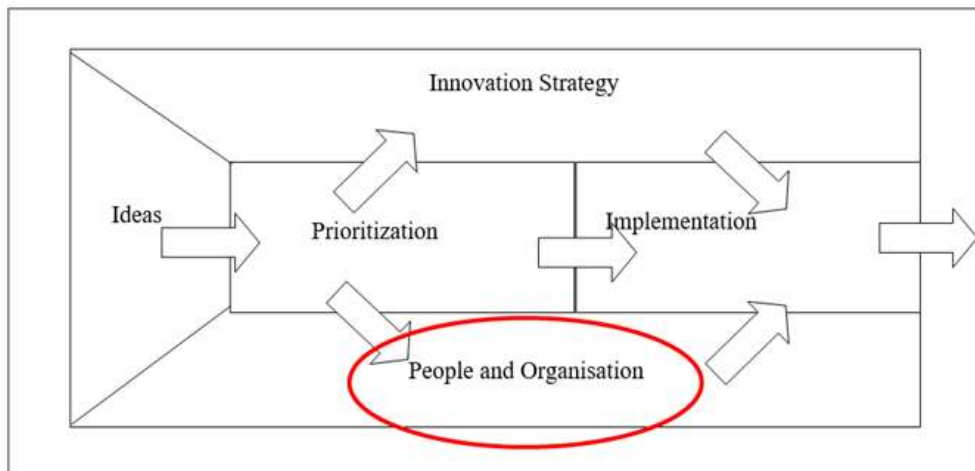 Innovation Strategy
Ideas
Prioritization
Implementation
People and Organisation